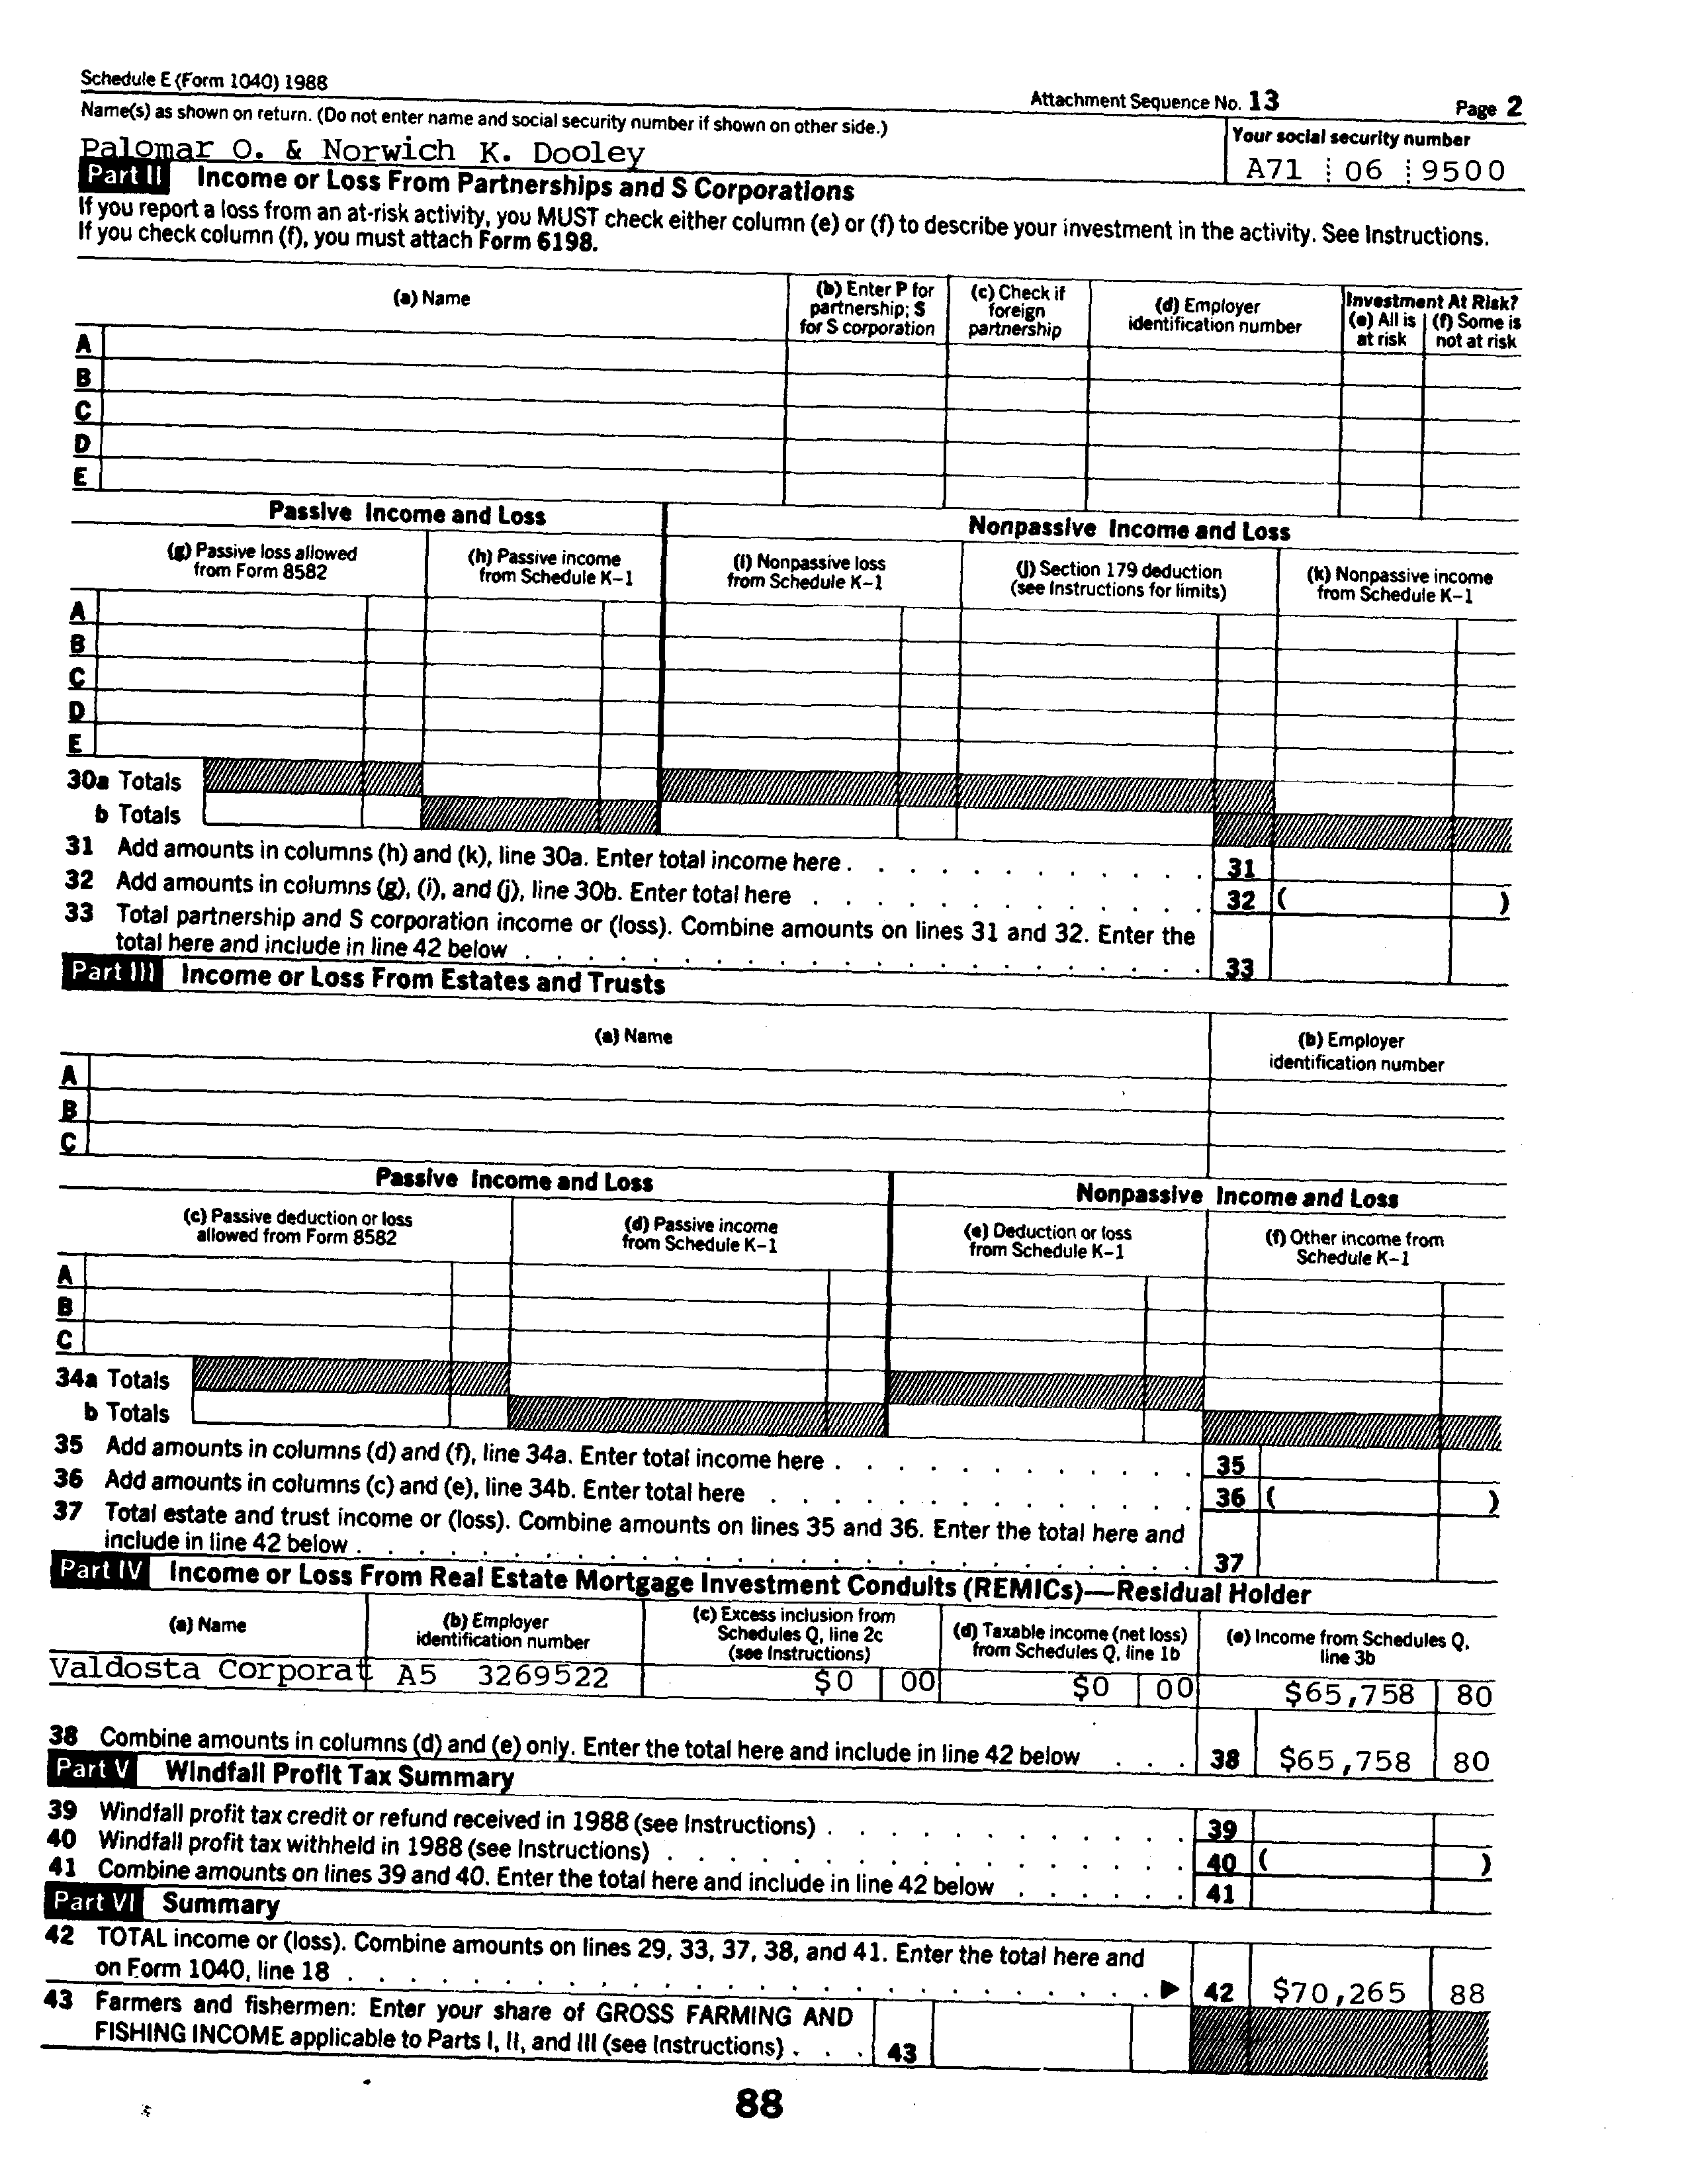 Schedule E (Form 1040) 1988
Attachment Sequence No. 13
Page 2
Name(s) as shown on return. (Do not enter name and social security number if shown on other side.)
Your social security number
Palomar O. & Norwich K. Dooley
A71 06 9500
Part II Income or Loss From Partnerships and S Corporations
If you report a loss from an at-risk activity, you MUST check either column (e) or (f) to describe your investment in the activity. See Instructions.
If you check column (f), you must attach Form 6198.
(a) Name
(b) Enter P for partnership; S for S corporation
(c) Check if foreign partnership
(d) Employer identification number
Investment At Risk?
(e) All is at risk
(f) Some is not at risk
A
B
C
D
E
Passive Income and Loss
Nonpassive Income and Loss
(g) Passive loss allowed from Form 8582
(h) Passive income from Schedule K-1
(i) Nonpassive loss from Schedule K-1
(j) Section 179 deduction (see Instructions for limits)
(k) Nonpassive income from Schedule K-1
A
B
C
D
E
30a Totals
b Totals
31 Add amounts in columns (h) and (k), line 30a. Enter total income here . . . . . . . . . . . . 31
32 Add amounts in columns (g), (i), and (j), line 30b. Enter total here . . . . . . . . . . . . . 32 ( )
33 Total partnership and S corporation income or (loss). Combine amounts on lines 31 and 32. Enter the
total here and include in line 42 below . . . . . . . . . . . . . . . . . . . . . . 33
Part III Income or Loss From Estates and Trusts
(a) Name
(b) Employer identification number
A
B
C
Passive Income and Loss
Nonpassive Income and Loss
(c) Passive deduction or loss allowed from Form 8582
(d) Passive income from Schedule K-1
(e) Deduction or loss from Schedule K-1
(f) Other income from Schedule K-1
A
B
C
34a Totals
b Totals
35 Add amounts in columns (d) and (f), line 34a. Enter total income here . . . . . . . . . . . . 35
36 Add amounts in columns (c) and (e), line 34b. Enter total here . . . . . . . . . . . . . . 36 ( )
37 Total estate and trust income or (loss). Combine amounts on lines 35 and 36. Enter the total here and
include in line 42 below . . . . . . . . . . . . . . . . . . . . . . . . . . . 37
Part IV Income or Loss From Real Estate Mortgage Investment Conduits (REMICs)—Residual Holder
(a) Name
(b) Employer identification number
(c) Excess inclusion from Schedules Q, line 2c (see Instructions)
(d) Taxable income (net loss) from Schedules Q, line 1b
(e) Income from Schedules Q, line 3b
Valdosta Corporat A5 3269522 $0 00 $0 00 $65,758 80
38 Combine amounts in columns (d) and (e) only. Enter the total here and include in line 42 below . . . 38 $65,758 80
Part V Windfall Profit Tax Summary
39 Windfall profit tax credit or refund received in 1988 (see Instructions) . . . . . . . . . . . . 39
40 Windfall profit tax withheld in 1988 (see Instructions) . . . . . . . . . . . . . . . . . 40 ( )
41 Combine amounts on lines 39 and 40. Enter the total here and include in line 42 below . . . . . . 41
Part VI Summary
42 TOTAL income or (loss). Combine amounts on lines 29, 33, 37, 38, and 41. Enter the total here and
on Form 1040, line 18 . . . . . . . . . . . . . . . . . . . . . . . . . . ▶ 42 $70,265 88
43 Farmers and fishermen: Enter your share of GROSS FARMING AND
FISHING INCOME applicable to Parts I, II, and III (see Instructions) . . . 43
88